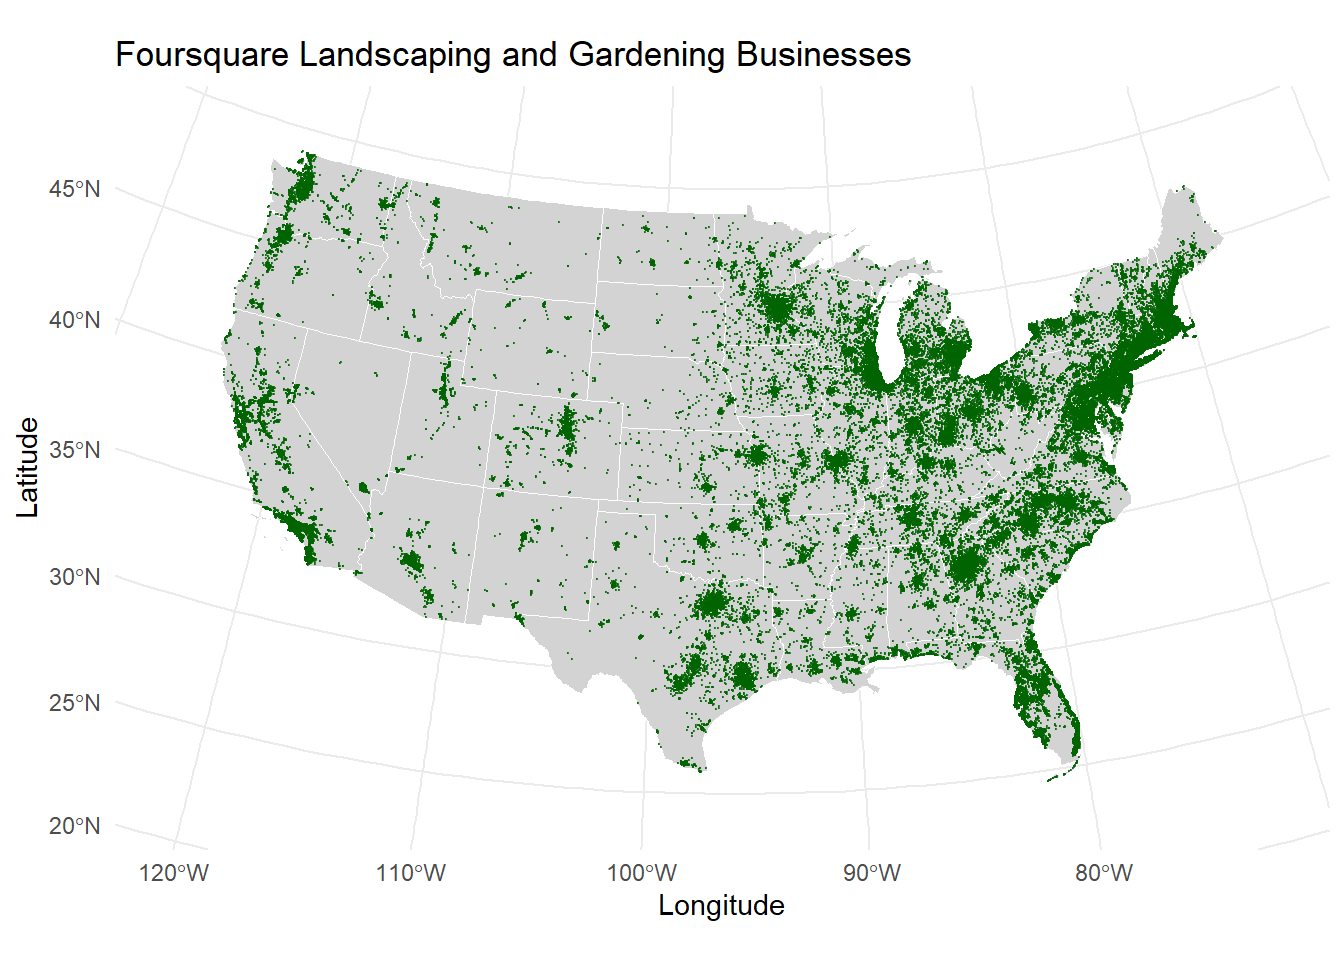 Foursquare Landscaping and Gardening Businesses
45°N
40°N
35°N
30°N
25°N
20°N
Latitude
120°W
110°W
100°W
90°W
80°W
Longitude